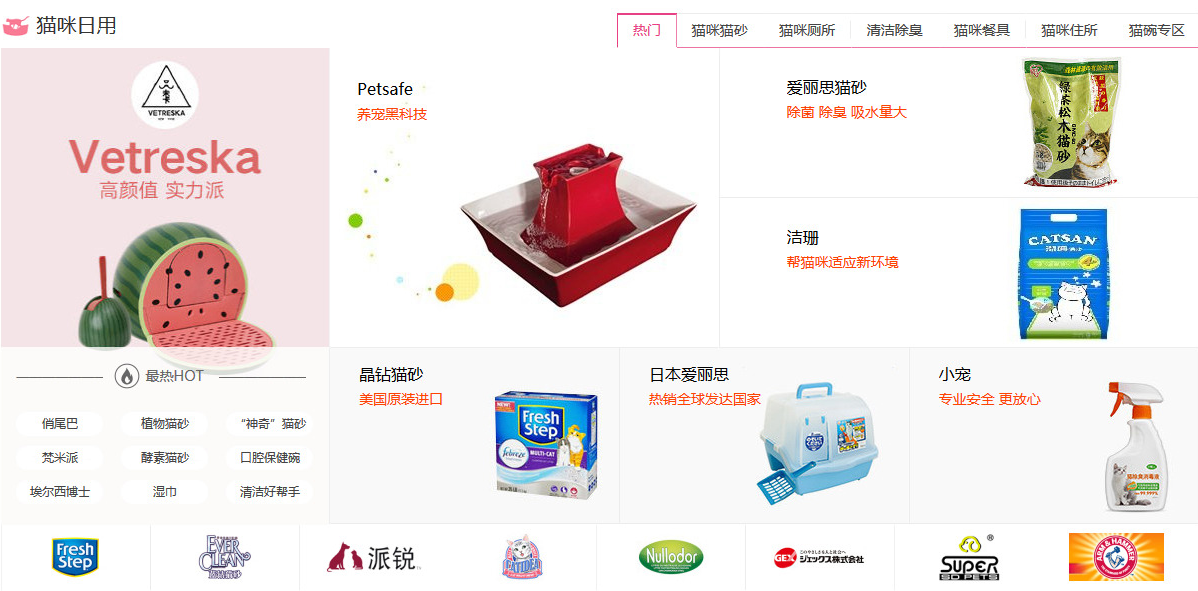 猫咪日用
热门
猫咪猫砂
猫咪厕所
清洁除臭
猫咪餐具
猫咪住所
猫碗专区
VETRESKA
Vetreska
高颜值 实力派
Petsafe
养宠黑科技
爱丽思猫砂
除菌 除臭 吸水量大
绿茶松木猫砂
洁珊
帮猫咪适应新环境
CATSAN
最热HOT
俏尾巴
植物猫砂
“神奇”猫砂
梵米派
酵素猫砂
口腔保健碗
埃尔西博士
湿巾
清洁好帮手
晶钻猫砂
美国原装进口
Fresh Step
febreze
MULTI-CAT
日本爱丽思
热销全球发达国家
小宠
专业安全 更放心
99.999%
Fresh Step
EVER CLEAN
派锐
CATIDEA
Nullodor
GEX
ジェックス株式会社
SUPER
SD PETS
ARM & HAMMER